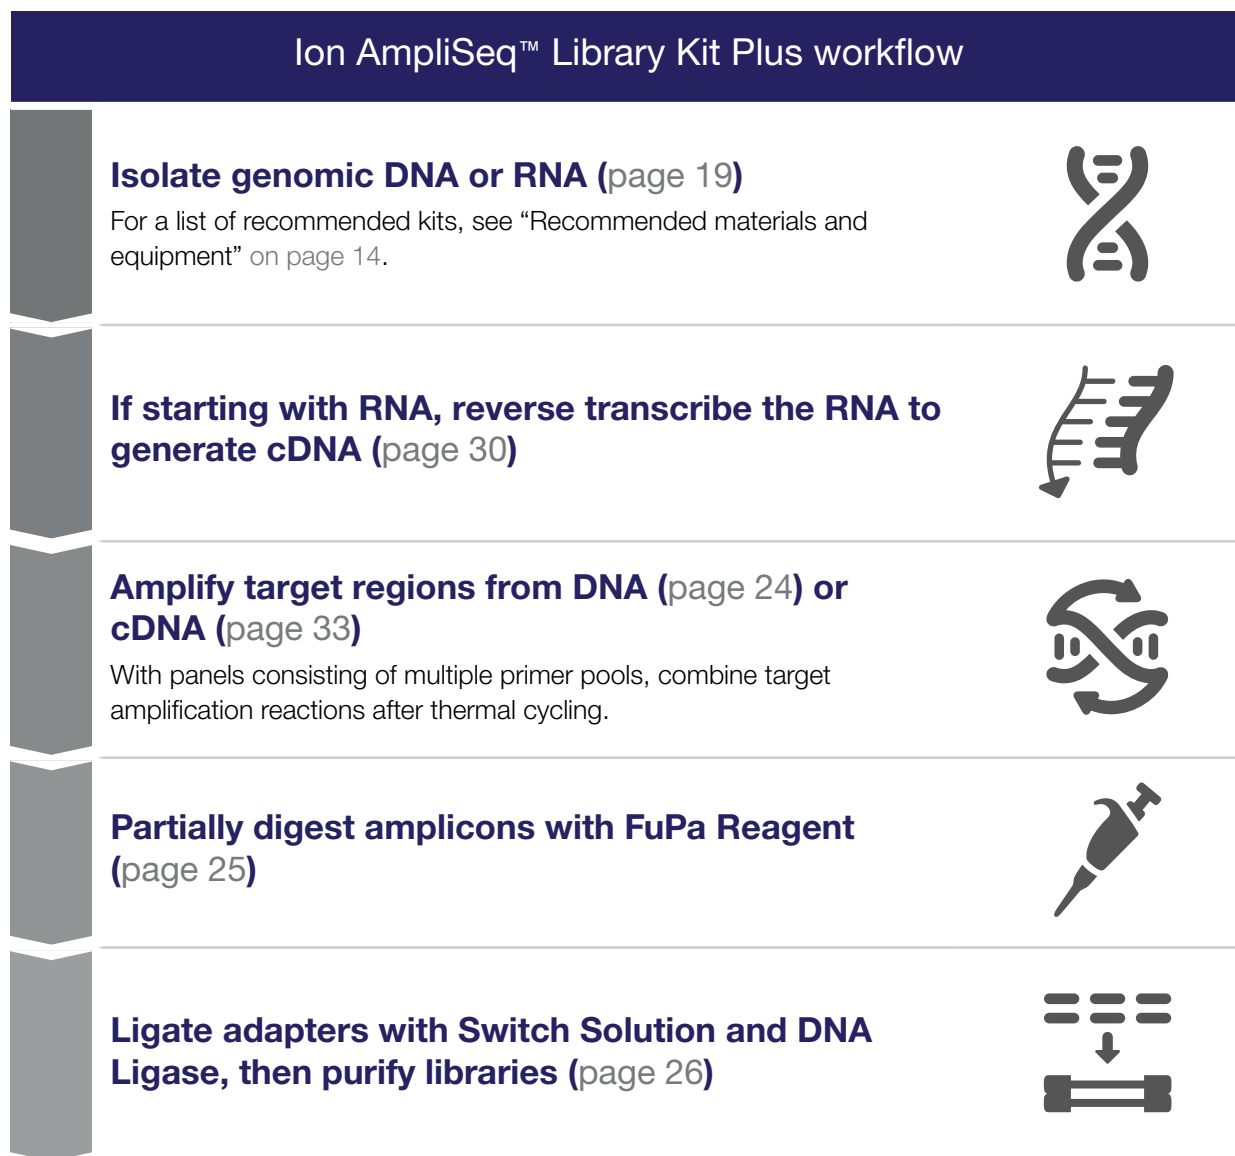 Ion AmpliSeq™ Library Kit Plus workflow
Isolate genomic DNA or RNA (page 19)
For a list of recommended kits, see “Recommended materials and
equipment” on page 14.
If starting with RNA, reverse transcribe the RNA to
generate cDNA (page 30)
Amplify target regions from DNA (page 24) or
cDNA (page 33)
With panels consisting of multiple primer pools, combine target
amplification reactions after thermal cycling.
Partially digest amplicons with FuPa Reagent
(page 25)
Ligate adapters with Switch Solution and DNA
Ligase, then purify libraries (page 26)